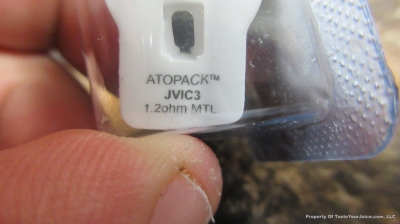 ATOPACK™
JVIC3
1.2ohm MTL
Property Of TasteYourJuice.com, LLC